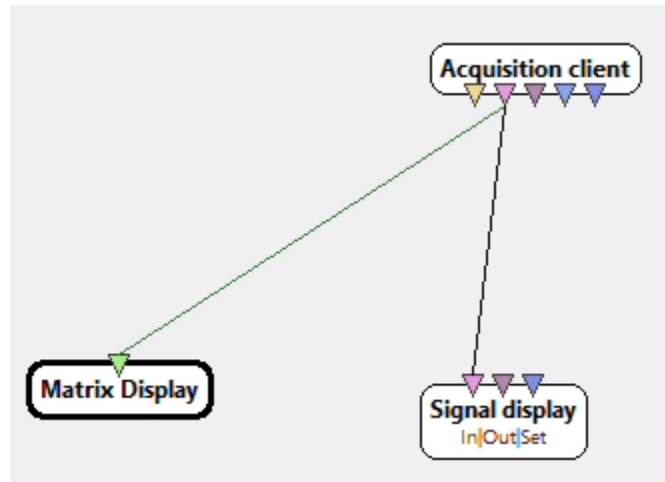 Acquisition client
Matrix Display
Signal display
In|Out|Set